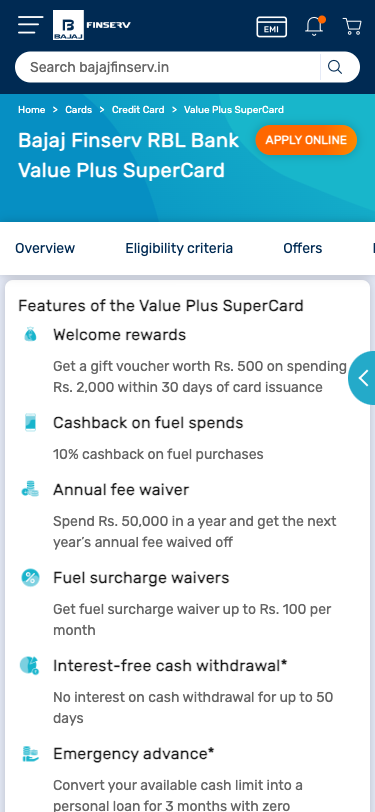 BAJAJ FINSERV
EMI
Search bajajfinserv.in
Home > Cards > Credit Card > Value Plus SuperCard
Bajaj Finserv RBL Bank
Value Plus SuperCard
APPLY ONLINE
Overview Eligibility criteria Offers
Features of the Value Plus SuperCard
Welcome rewards
Get a gift voucher worth Rs. 500 on spending
Rs. 2,000 within 30 days of card issuance
Cashback on fuel spends
10% cashback on fuel purchases
Annual fee waiver
Spend Rs. 50,000 in a year and get the next
year's annual fee waived off
Fuel surcharge waivers
Get fuel surcharge waiver up to Rs. 100 per
month
Interest-free cash withdrawal*
No interest on cash withdrawal for up to 50
days
Emergency advance*
Convert your available cash limit into a
personal loan for 3 months with zero